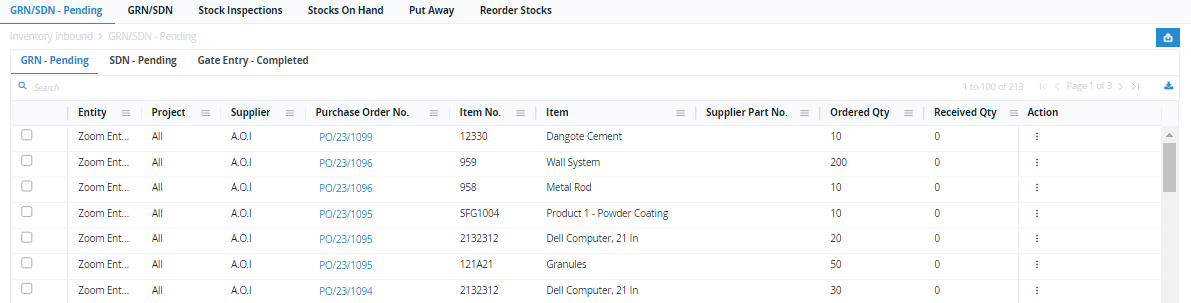 GRN/SDN - Pending GRN/SDN Stock Inspections Stocks On Hand Put Away Reorder Stocks
Inventory Inbound > GRN/SDN - Pending
GRN - Pending SDN - Pending Gate Entry - Completed
Search 1 to 100 of 213 Page 1 of 3
Entity Project Supplier Purchase Order No. Item No. Item Supplier Part No. Ordered Qty Received Qty Action
Zoom Ent... All A.O.I PO/23/1099 12330 Dangote Cement 10 0
Zoom Ent... All A.O.I PO/23/1096 959 Wall System 200 0
Zoom Ent... All A.O.I PO/23/1096 958 Metal Rod 10 0
Zoom Ent... All A.O.I PO/23/1095 SFG1004 Product 1 - Powder Coating 10 0
Zoom Ent... All A.O.I PO/23/1095 2132312 Dell Computer, 21 In 20 0
Zoom Ent... All A.O.I PO/23/1095 121A21 Granules 50 0
Zoom Ent... All A.O.I PO/23/1094 2132312 Dell Computer, 21 In 30 0